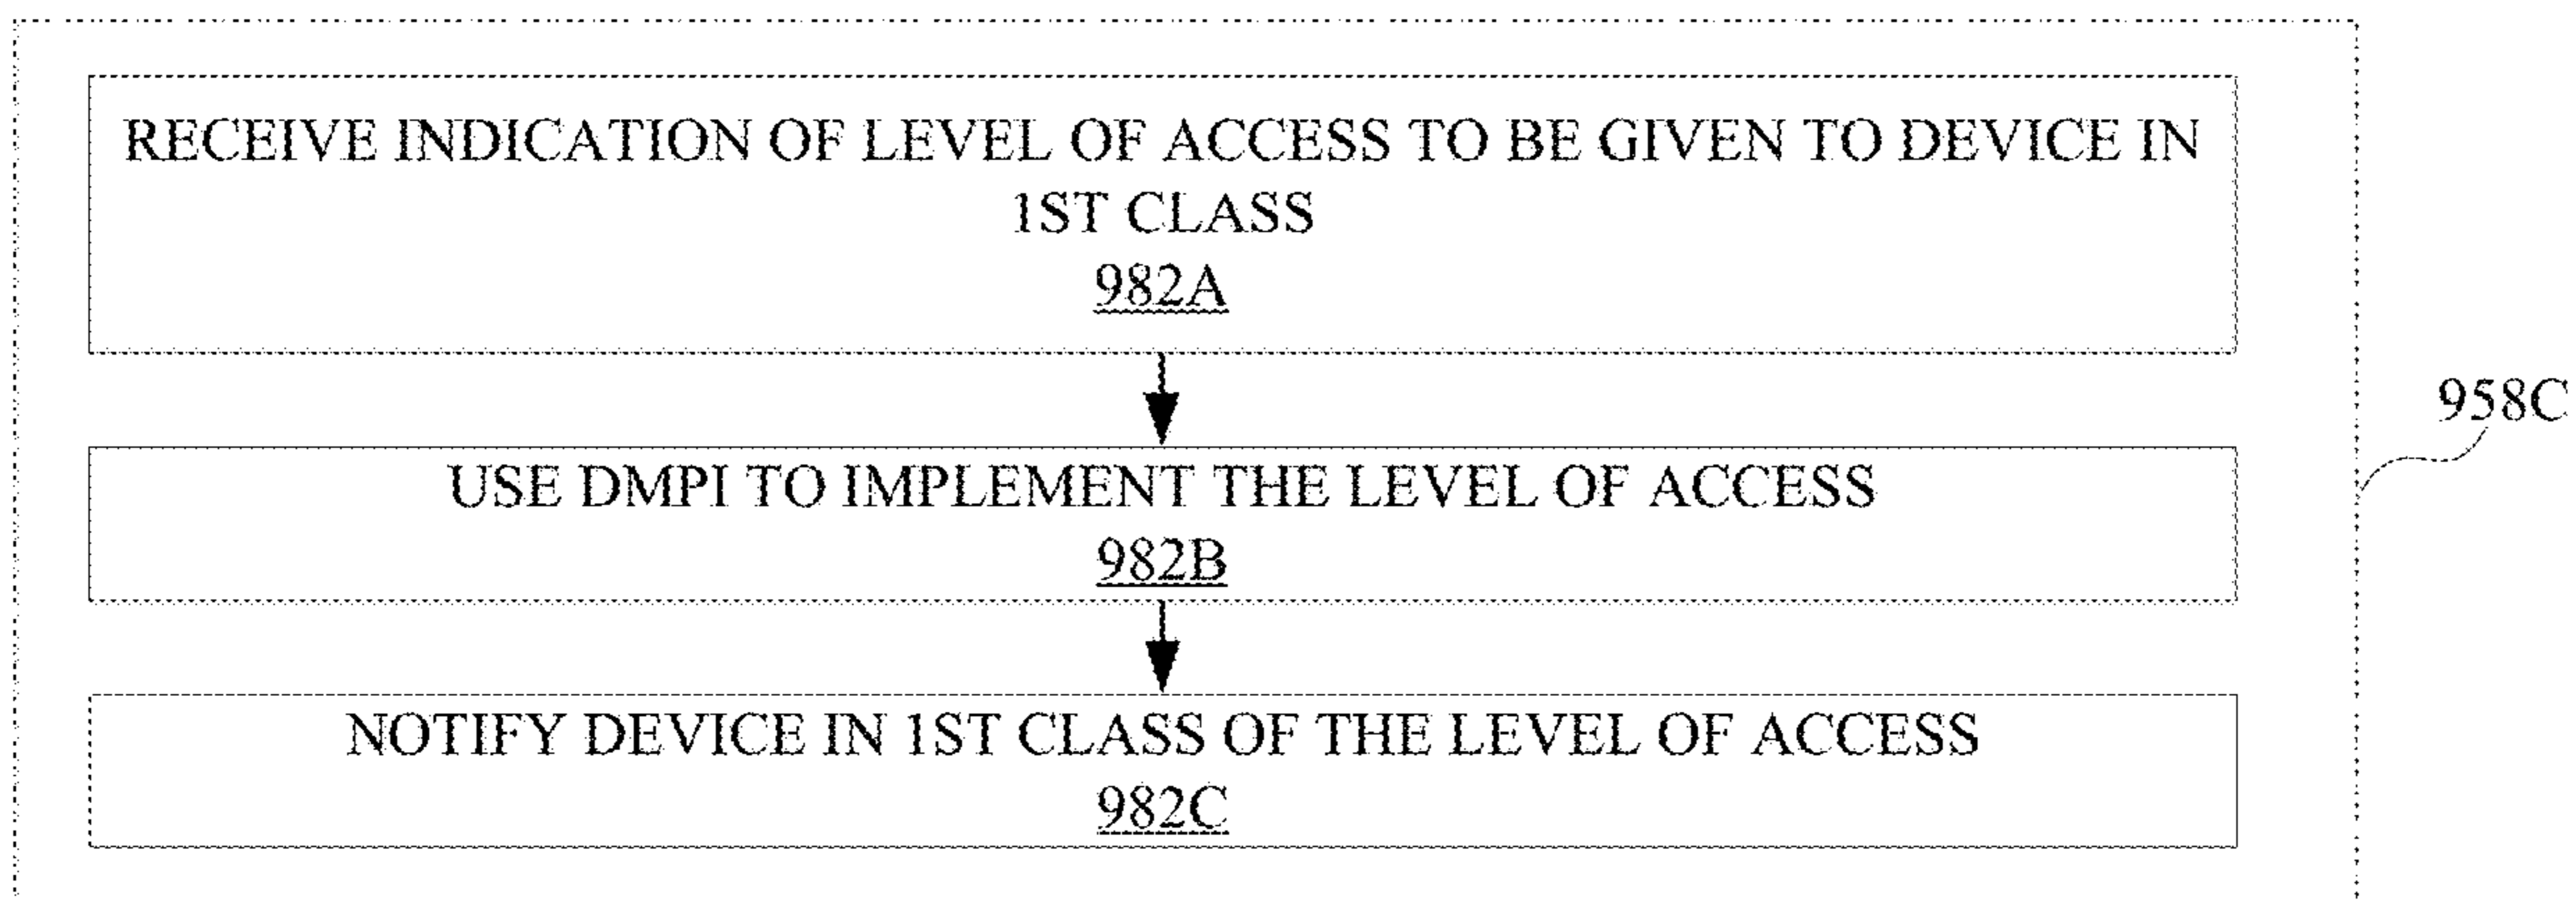 RECEIVE INDICATION OF LEVEL OF ACCESS TO BE GIVEN TO DEVICE IN
1ST CLASS
982A
958C
USE DMPI TO IMPLEMENT THE LEVEL OF ACCESS
982B
NOTIFY DEVICE IN 1ST CLASS OF THE LEVEL OF ACCESS
982C